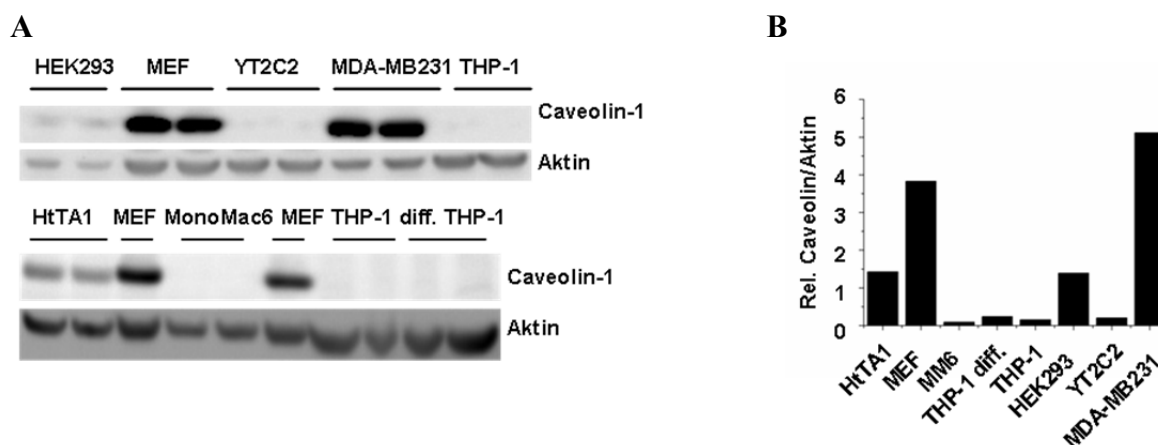 A
HEK293 MEF YT2C2 MDA-MB231 THP-1
Caveolin-1
Aktin
HtTA1 MEF MonoMac6 MEF THP-1 diff. THP-1
Caveolin-1
Aktin
B
Rel. Caveolin/Aktin
6
5
4
3
2
1
0
HtTA1
MEF
MM6
THP-1 diff.
THP-1
HEK293
YT2C2
MDA-MB231